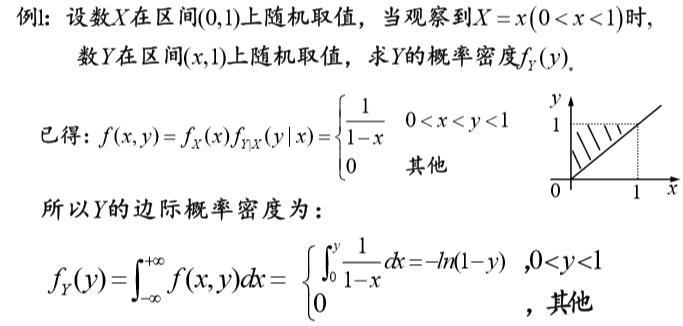 例1: 设数X在区间(0,1)上随机取值，当观察到X = x(0 < x < 1)时,
数Y在区间(x,1)上随机取值，求Y的概率密度f_Y(y)。
已得: f(x,y) = f_X(x) f_{Y|X}(y | x) = { 1/(1-x) 0 < x < y < 1
0 其他
y
1
0 1 x
所以Y的边际概率密度为:
f_Y(y) = ∫_{-∞}^{+∞} f(x,y)dx = { ∫_0^y 1/(1-x) dx = -ln(1-y) ,0<y<1
0 , 其他